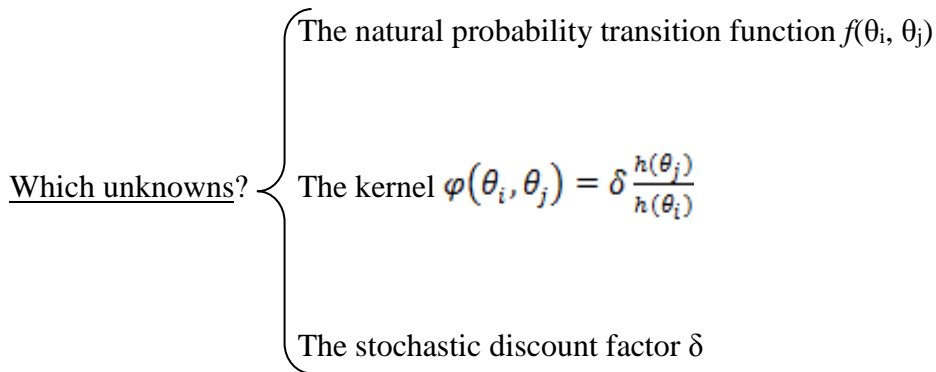 The natural probability transition function f(θᵢ, θⱼ)
Which unknowns?
The kernel φ(θᵢ, θⱼ) = δ h(θⱼ)/h(θᵢ)
The stochastic discount factor δ